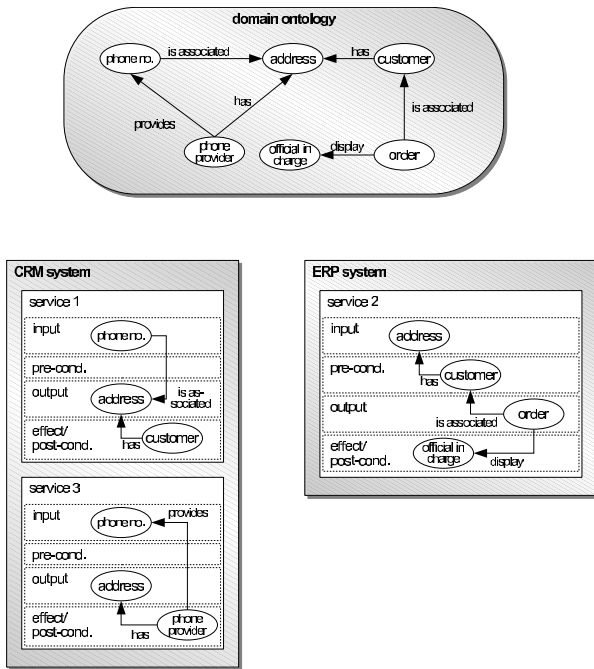 domain ontology
phone no.
is associated
address
has
customer
provides
has
is associated
phone
provider
official in
charge
display
order
CRM system
service 1
input
phone no.
pre-cond.
output
address
is as-
sociated
effect/
post-cond.
has
customer
service 3
input
phone no.
provides
pre-cond.
output
address
effect/
post-cond.
has
phone
provider
ERP system
service 2
input
address
pre-cond.
has
customer
output
is associated
order
effect/
post-cond.
official in
charge
display